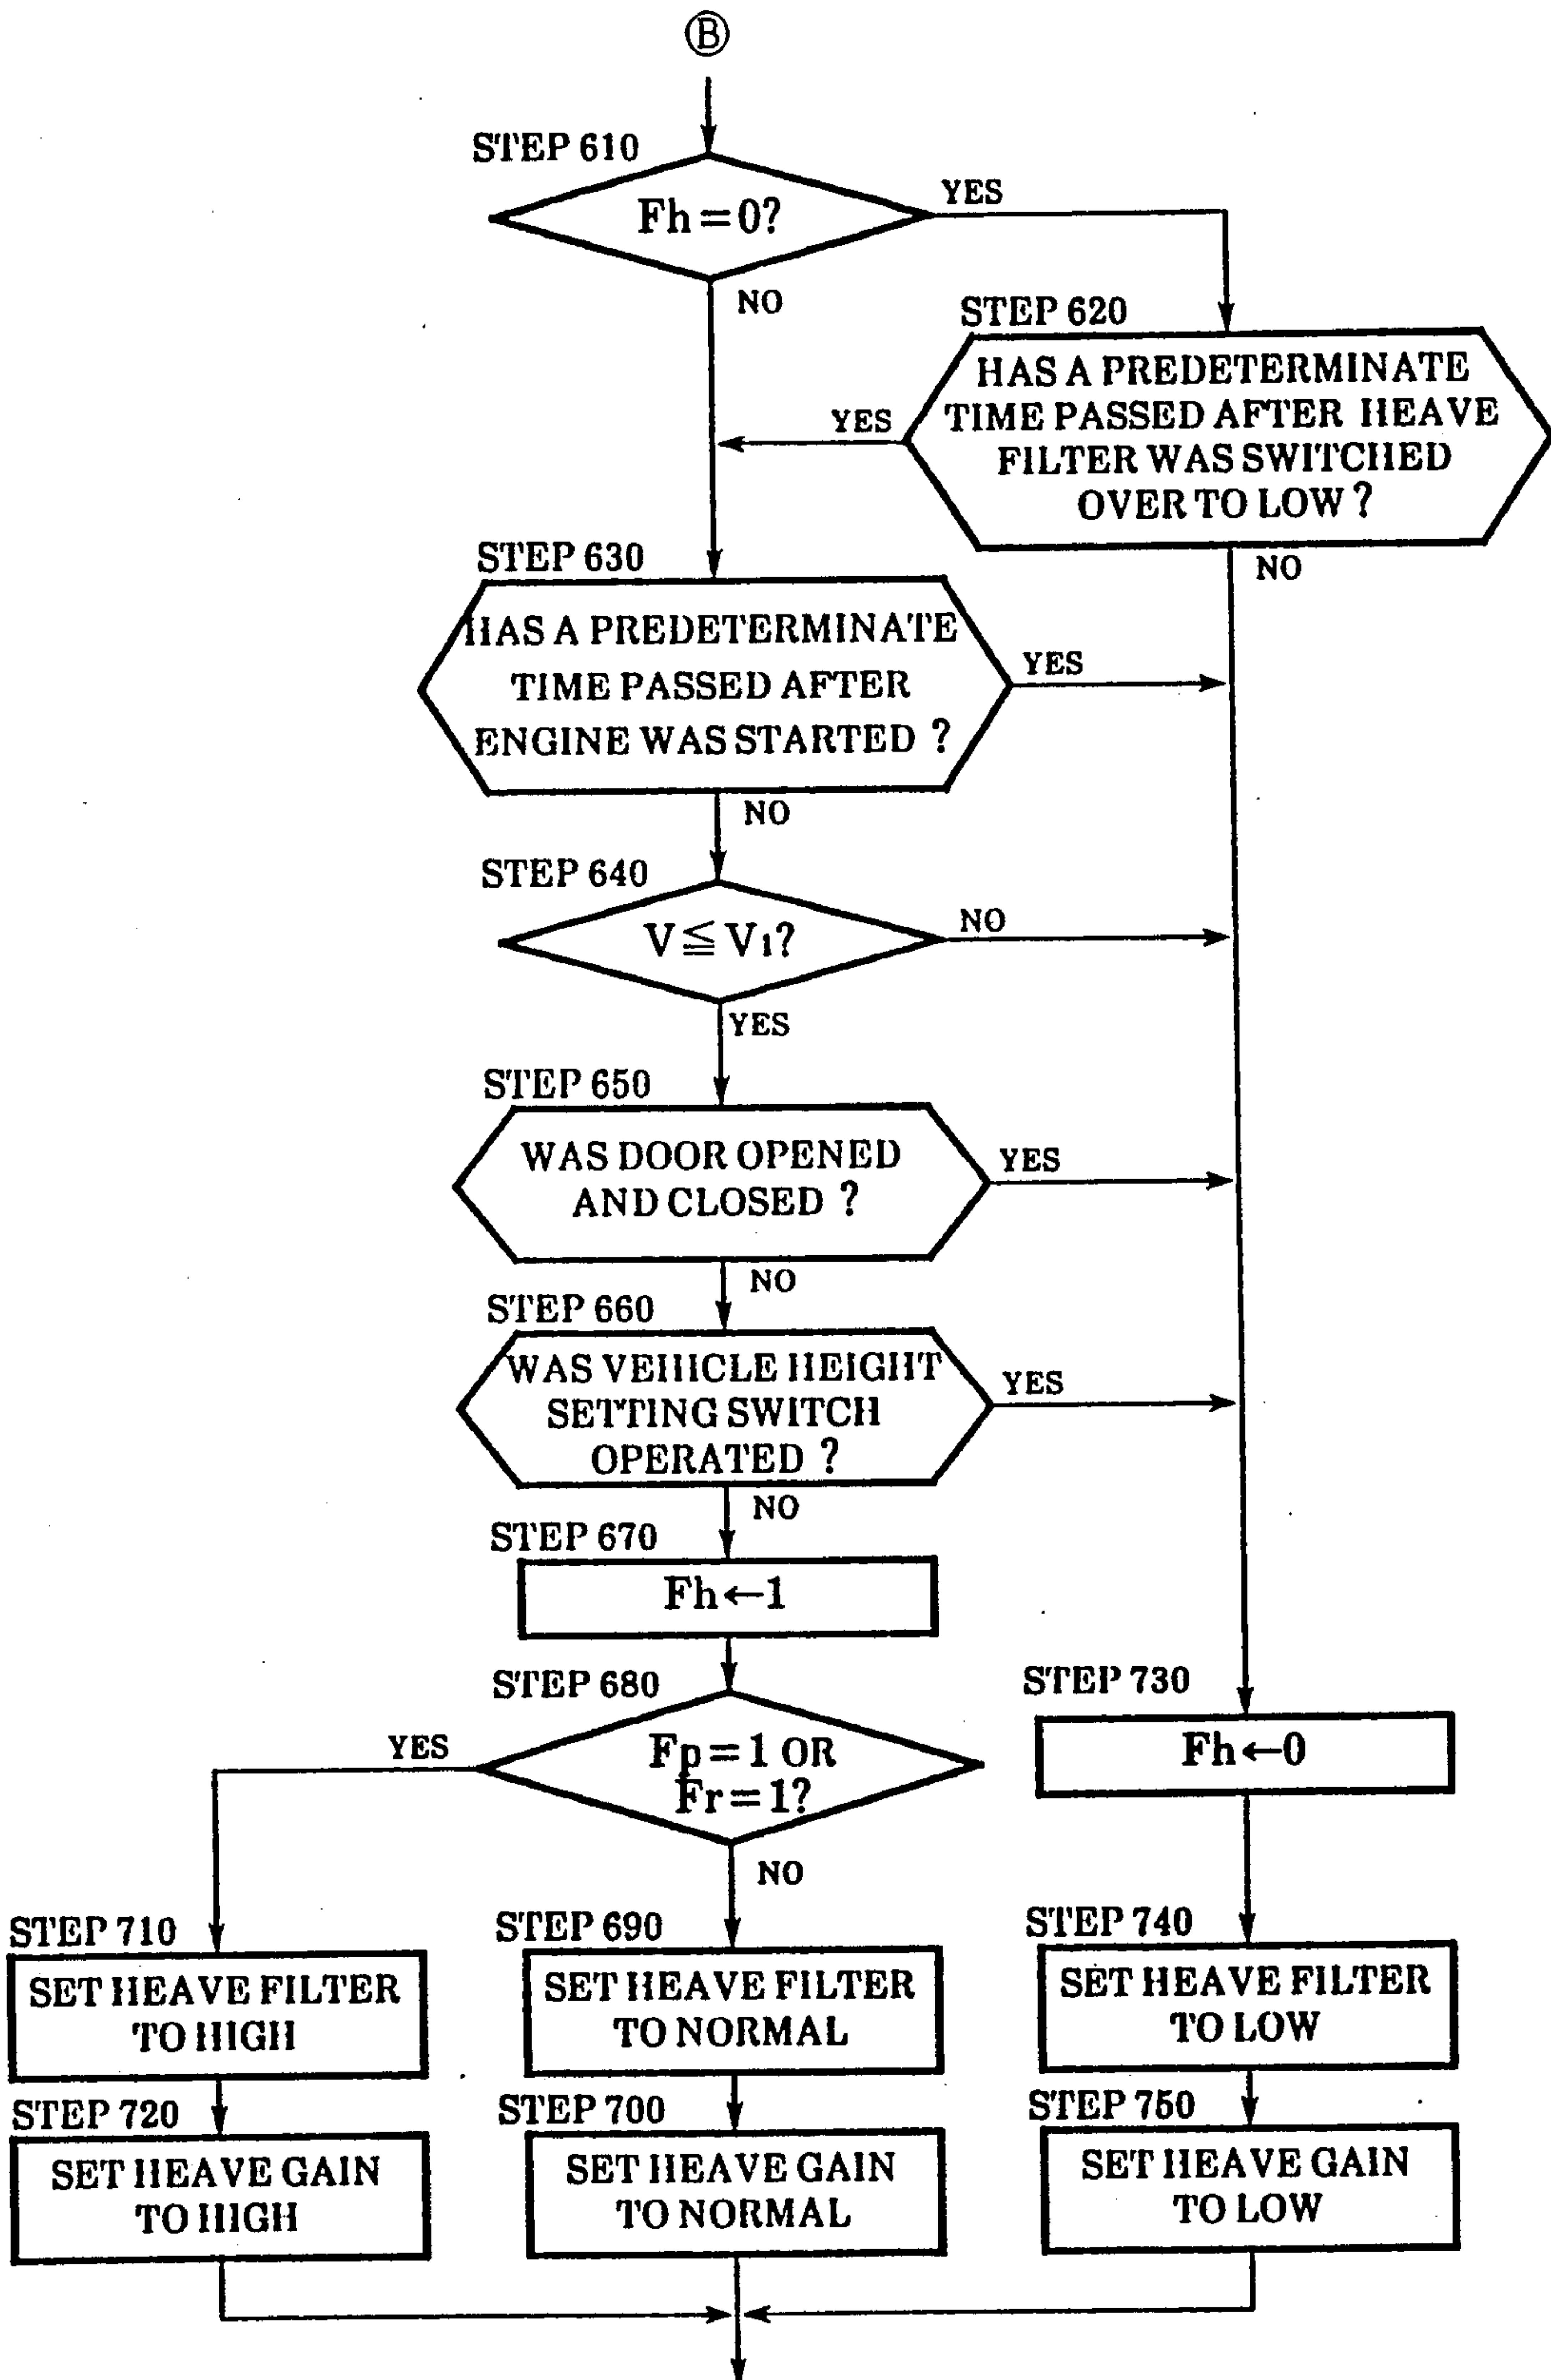 B
STEP 610
Fh=0?
YES
NO
STEP 620
HAS A PREDETERMINATE
TIME PASSED AFTER HEAVE
FILTER WAS SWITCHED
OVER TO LOW?
YES
NO
STEP 630
HAS A PREDETERMINATE
TIME PASSED AFTER
ENGINE WAS STARTED ?
YES
NO
STEP 640
V≦V1?
NO
YES
STEP 650
WAS DOOR OPENED
AND CLOSED ?
YES
NO
STEP 660
WAS VEHICLE HEIGHT
SETTING SWITCH
OPERATED ?
YES
NO
STEP 670
Fh←1
STEP 680
Fp=1 OR
Fr=1?
YES
NO
STEP 730
Fh←0
STEP 710
SET HEAVE FILTER
TO HIGH
STEP 690
SET HEAVE FILTER
TO NORMAL
STEP 740
SET HEAVE FILTER
TO LOW
STEP 720
SET HEAVE GAIN
TO HIGH
STEP 700
SET HEAVE GAIN
TO NORMAL
STEP 750
SET HEAVE GAIN
TO LOW